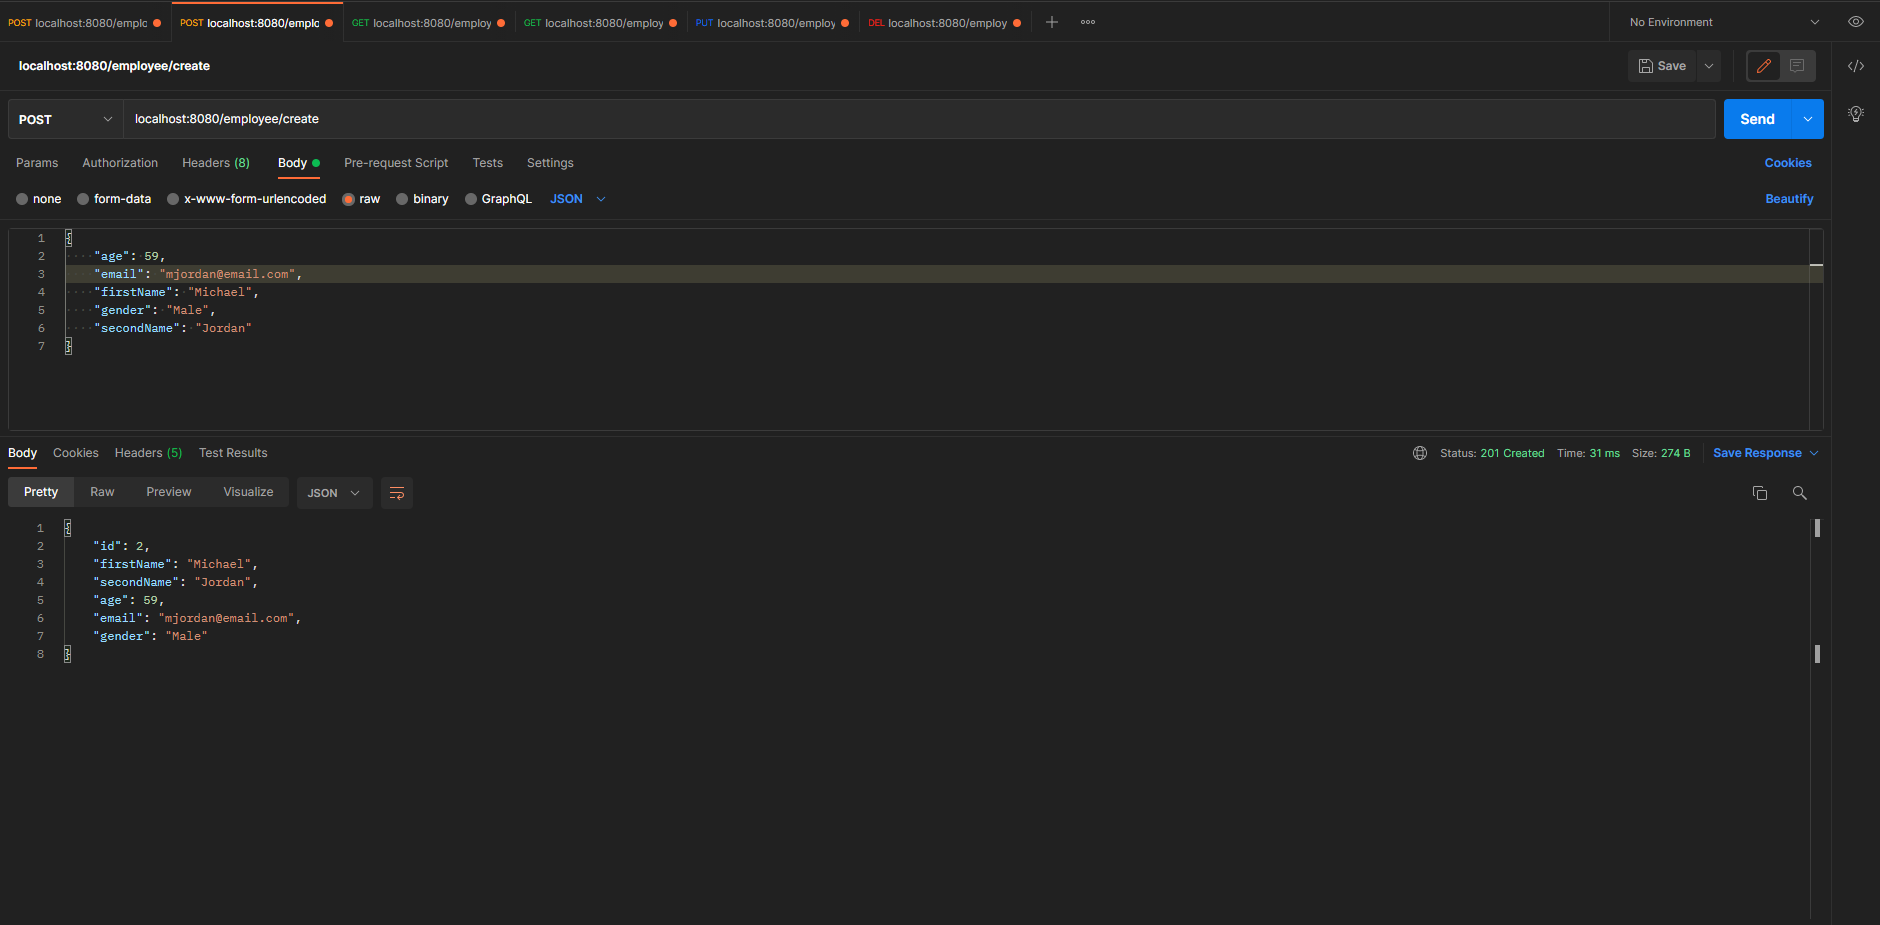 POST localhost:8080/emplc
POST localhost:8080/emplc
GET localhost:8080/employ
GET localhost:8080/employ
PUT localhost:8080/employ
DEL localhost:8080/employ
No Environment
localhost:8080/employee/create
Save
POST localhost:8080/employee/create
Send
Params Authorization Headers (8) Body Pre-request Script Tests Settings Cookies
none form-data x-www-form-urlencoded raw binary GraphQL JSON Beautify
1 {
2 "age": 59,
3 "email": "mjordan@email.com",
4 "firstName": "Michael",
5 "gender": "Male",
6 "secondName": "Jordan"
7 }
Body Cookies Headers (5) Test Results Status: 201 Created Time: 31 ms Size: 274 B Save Response
Pretty Raw Preview Visualize JSON
1 {
2 "id": 2,
3 "firstName": "Michael",
4 "secondName": "Jordan",
5 "age": 59,
6 "email": "mjordan@email.com",
7 "gender": "Male"
8 }